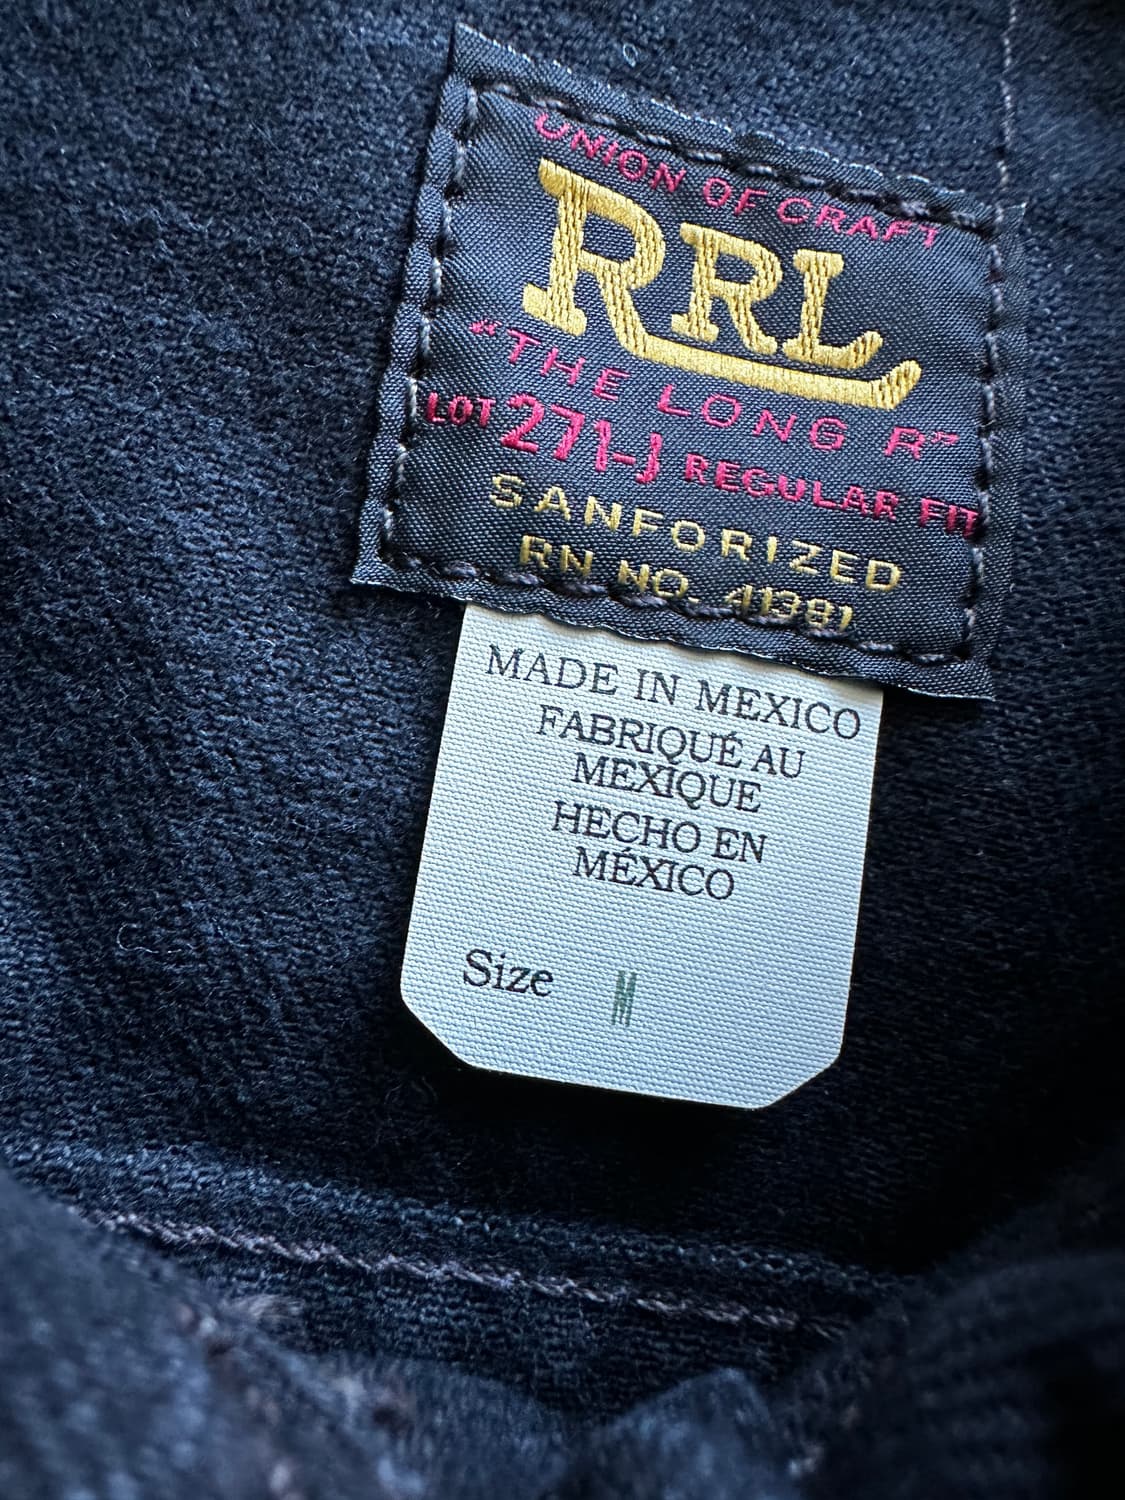 UNION OF CRAFT
RRL
"THE LONG R"
LOT 271-J REGULAR FIT
SANFORIZED
RN NO. 41381
MADE IN MEXICO
FABRIQUÉ AU
MEXIQUE
HECHO EN
MÉXICO
Size M